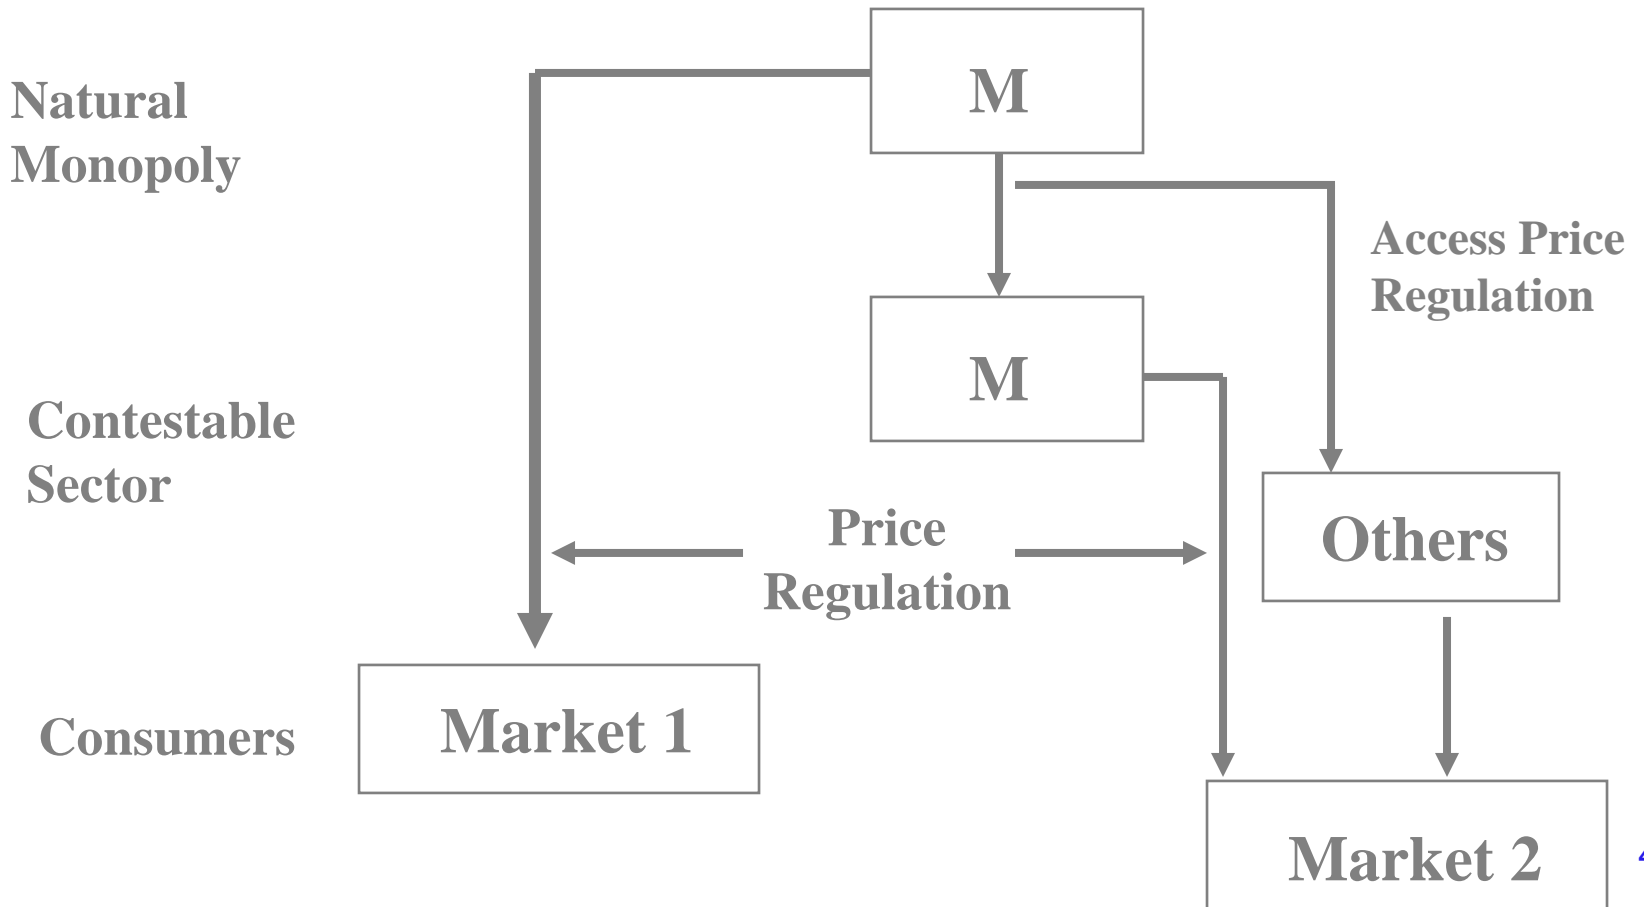 M
Natural
Monopoly
Access Price
Regulation
M
Contestable
Sector
Price
Regulation
Others
Market 1
Consumers
Market 2